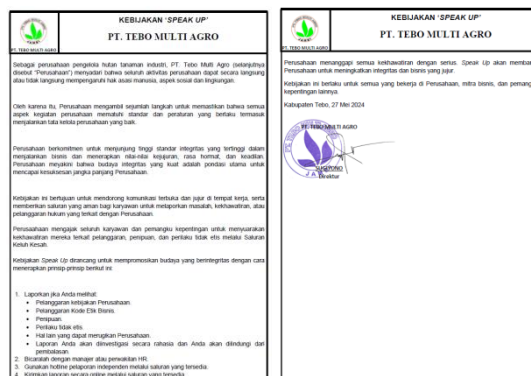 KEBIJAKAN 'SPEAK UP'
PT. TEBO MULTI AGRO
PT. TEBO MULTI AGRO
Sebagai perusahaan pengelola hutan tanaman industri, PT. Tebo Multi Agro (selanjutnya
disebut "Perusahaan") menyadari bahwa seluruh aktivitas perusahaan dapat secara langsung
atau tidak langsung mempengaruhi hak asasi manusia, aspek sosial dan lingkungan.
Oleh karena itu, Perusahaan mengambil sejumlah langkah untuk memastikan bahwa semua
aspek kegiatan perusahaan mematuhi standar dan peraturan yang berlaku termasuk
menjalankan tata kelola perusahaan yang baik.
Perusahaan berkomitmen untuk menjunjung tinggi standar integritas yang tertinggi dalam
menjalankan bisnis dan menerapkan nilai-nilai kejujuran, rasa hormat, dan keadilan.
Perusahaan meyakini bahwa budaya integritas yang kuat adalah pondasi utama untuk
mencapai kesuksesan jangka panjang Perusahaan.
Kebijakan ini bertujuan untuk mendorong komunikasi terbuka dan jujur di tempat kerja, serta
memberikan saluran yang aman bagi karyawan untuk melaporkan masalah, kekhawatiran, atau
pelanggaran hukum yang terkait dengan Perusahaan.
Perusahaan mengajak seluruh karyawan dan pemangku kepentingan untuk menyuarakan
kekhawatiran mereka terkait pelanggaran, penipuan, dan perilaku tidak etis melalui Saluran
Keluh Kesah.
Kebijakan Speak Up dirancang untuk mempromosikan budaya yang berintegritas dengan cara
menerapkan prinsip-prinsip berikut ini:
1. Laporkan jika Anda melihat:
• Pelanggaran kebijakan Perusahaan.
• Pelanggaran Kode Etik Bisnis.
• Penipuan.
• Perilaku tidak etis.
• Hal lain yang dapat merugikan Perusahaan.
• Laporan Anda akan diinvestigasi secara rahasia dan Anda akan dilindungi dari
pembalasan.
2. Bicaralah dengan manajer atau perwakilan HR.
3. Gunakan hotline pelaporan independen melalui saluran yang tersedia.
4. Kirimkan laporan secara online melalui saluran yang tersedia.
KEBIJAKAN 'SPEAK UP'
PT. TEBO MULTI AGRO
PT. TEBO MULTI AGRO
Perusahaan menanggapi semua kekhawatiran dengan serius. Speak Up akan memban
Perusahaan untuk meningkatkan integritas dan bisnis yang jujur.
Kebijakan ini berlaku untuk semua yang bekerja di Perusahaan, mitra bisnis, dan pemang
kepentingan lainnya.
Kabupaten Tebo, 27 Mei 2024
PT. TEBO MULTI AGRO
Direktur